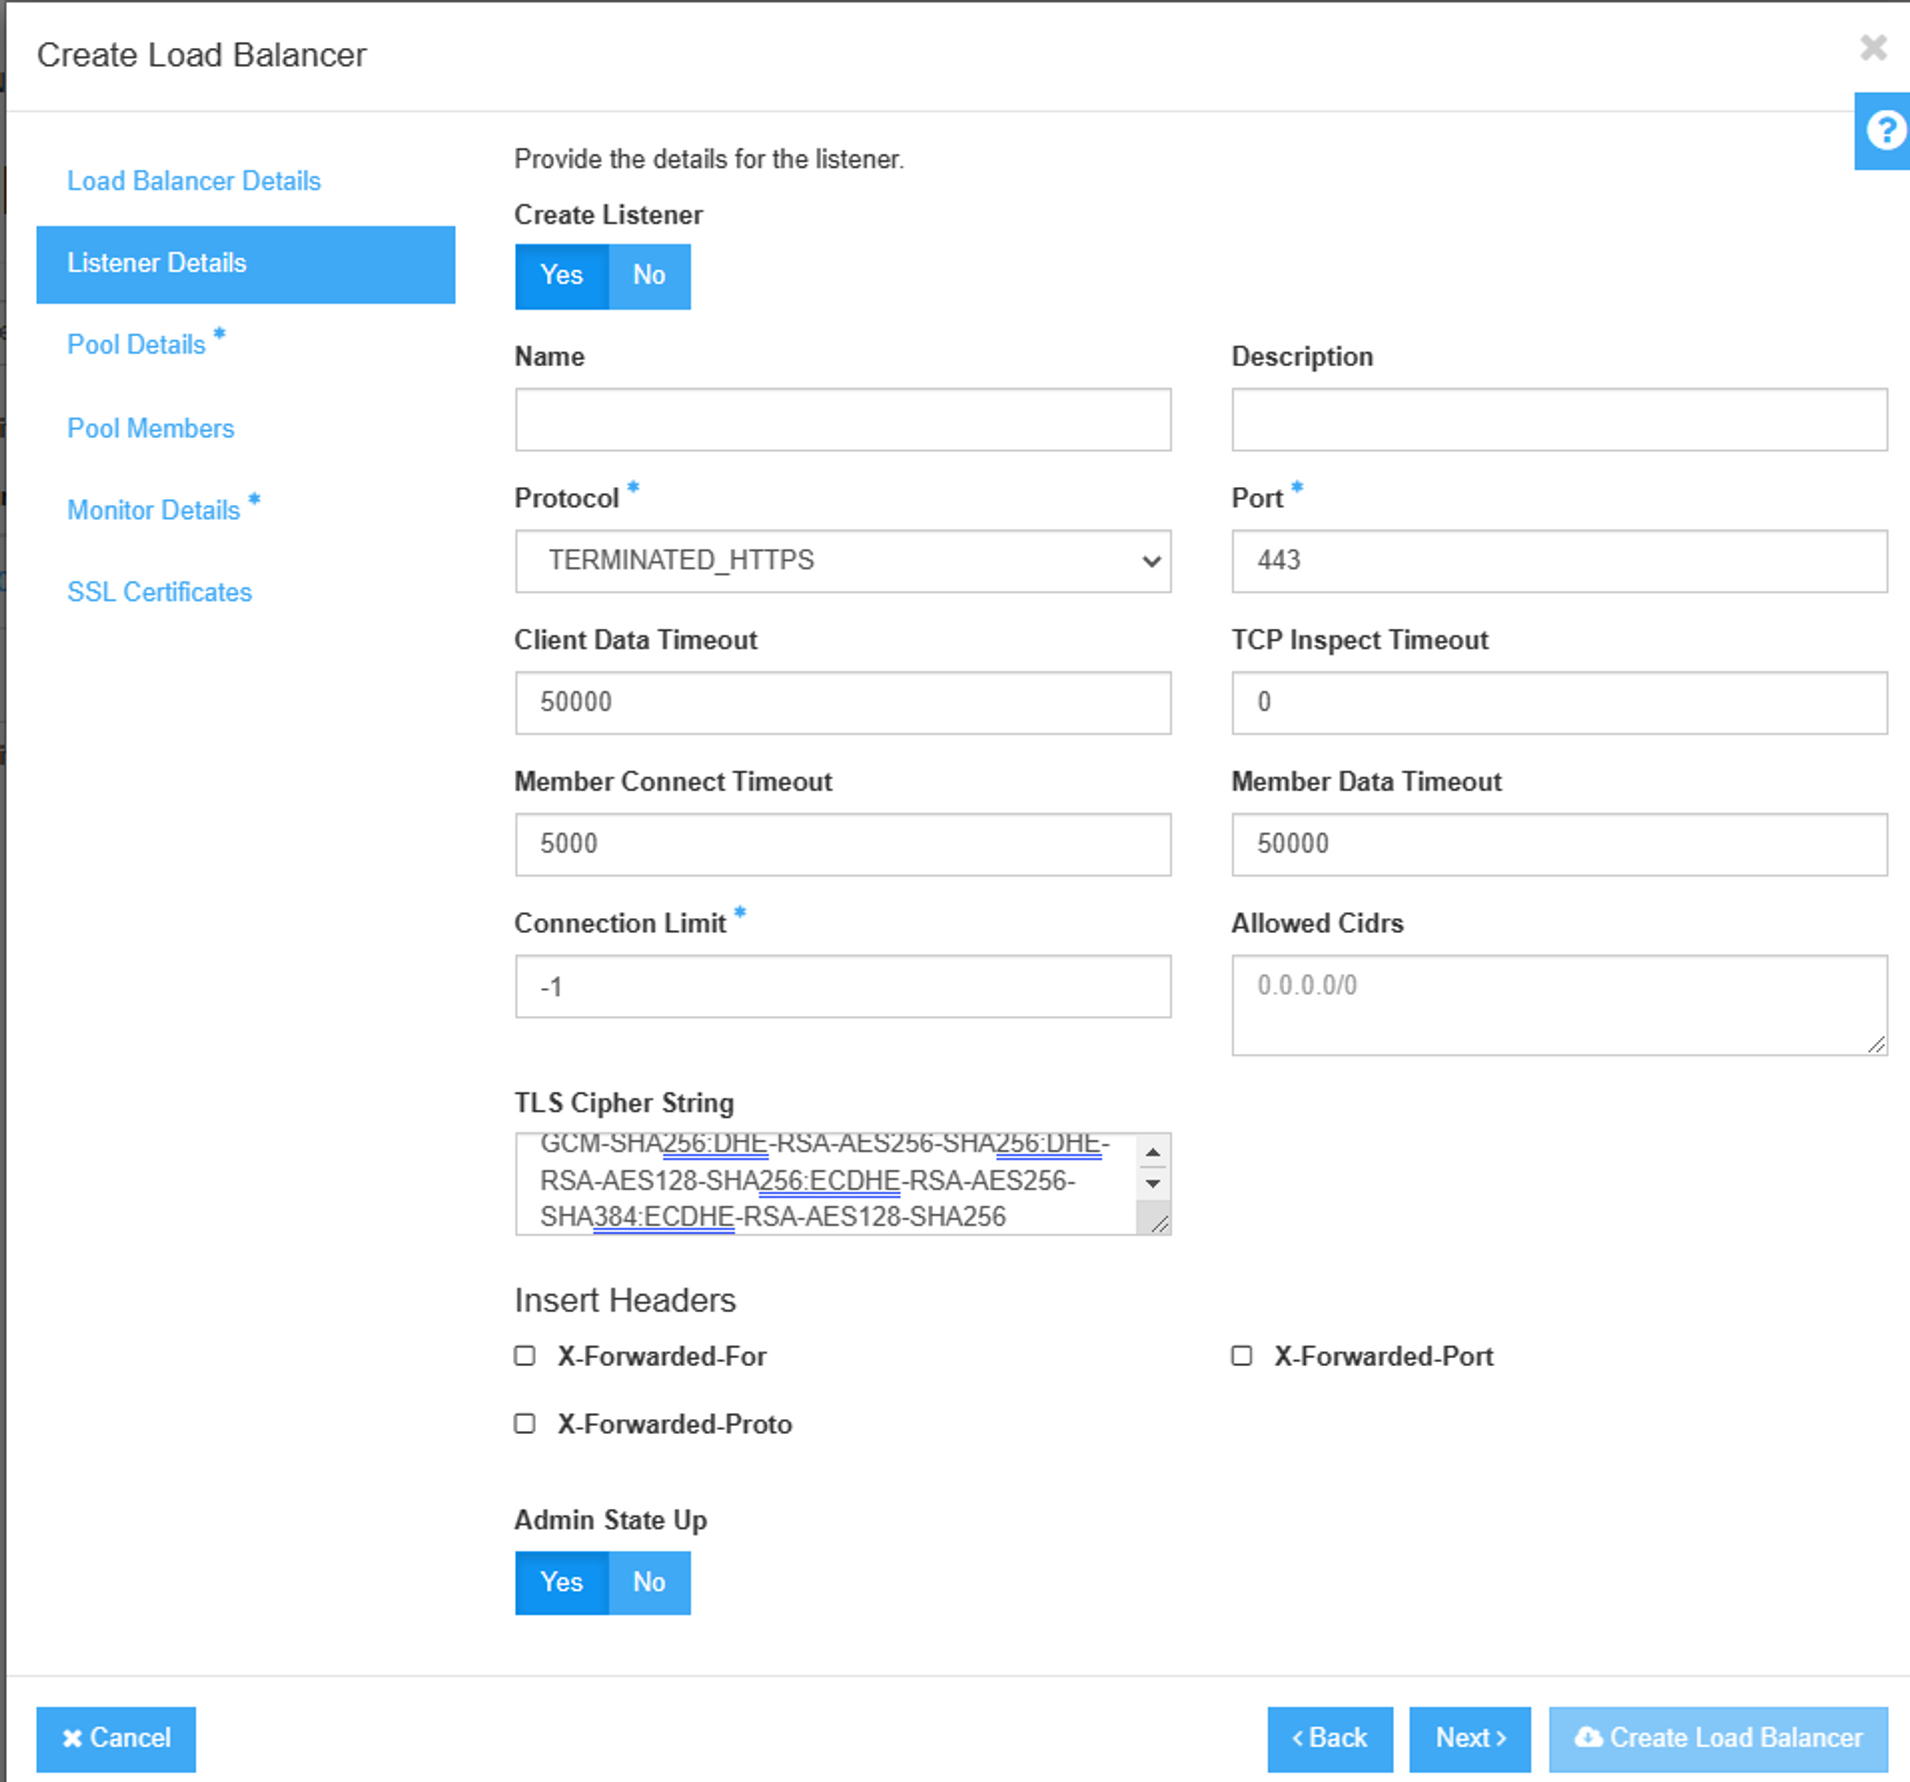 Create Load Balancer
Load Balancer Details
Listener Details
Pool Details *
Pool Members
Monitor Details *
SSL Certificates
Provide the details for the listener.
Create Listener
Yes No
Name Description
Protocol * Port *
TERMINATED_HTTPS 443
Client Data Timeout TCP Inspect Timeout
50000 0
Member Connect Timeout Member Data Timeout
5000 50000
Connection Limit * Allowed Cidrs
-1 0.0.0.0/0
TLS Cipher String
GCM-SHA256:DHE-RSA-AES256-SHA256:DHE-
RSA-AES128-SHA256:ECDHE-RSA-AES256-
SHA384:ECDHE-RSA-AES128-SHA256
Insert Headers
X-Forwarded-For X-Forwarded-Port
X-Forwarded-Proto
Admin State Up
Yes No
Cancel Back Next Create Load Balancer